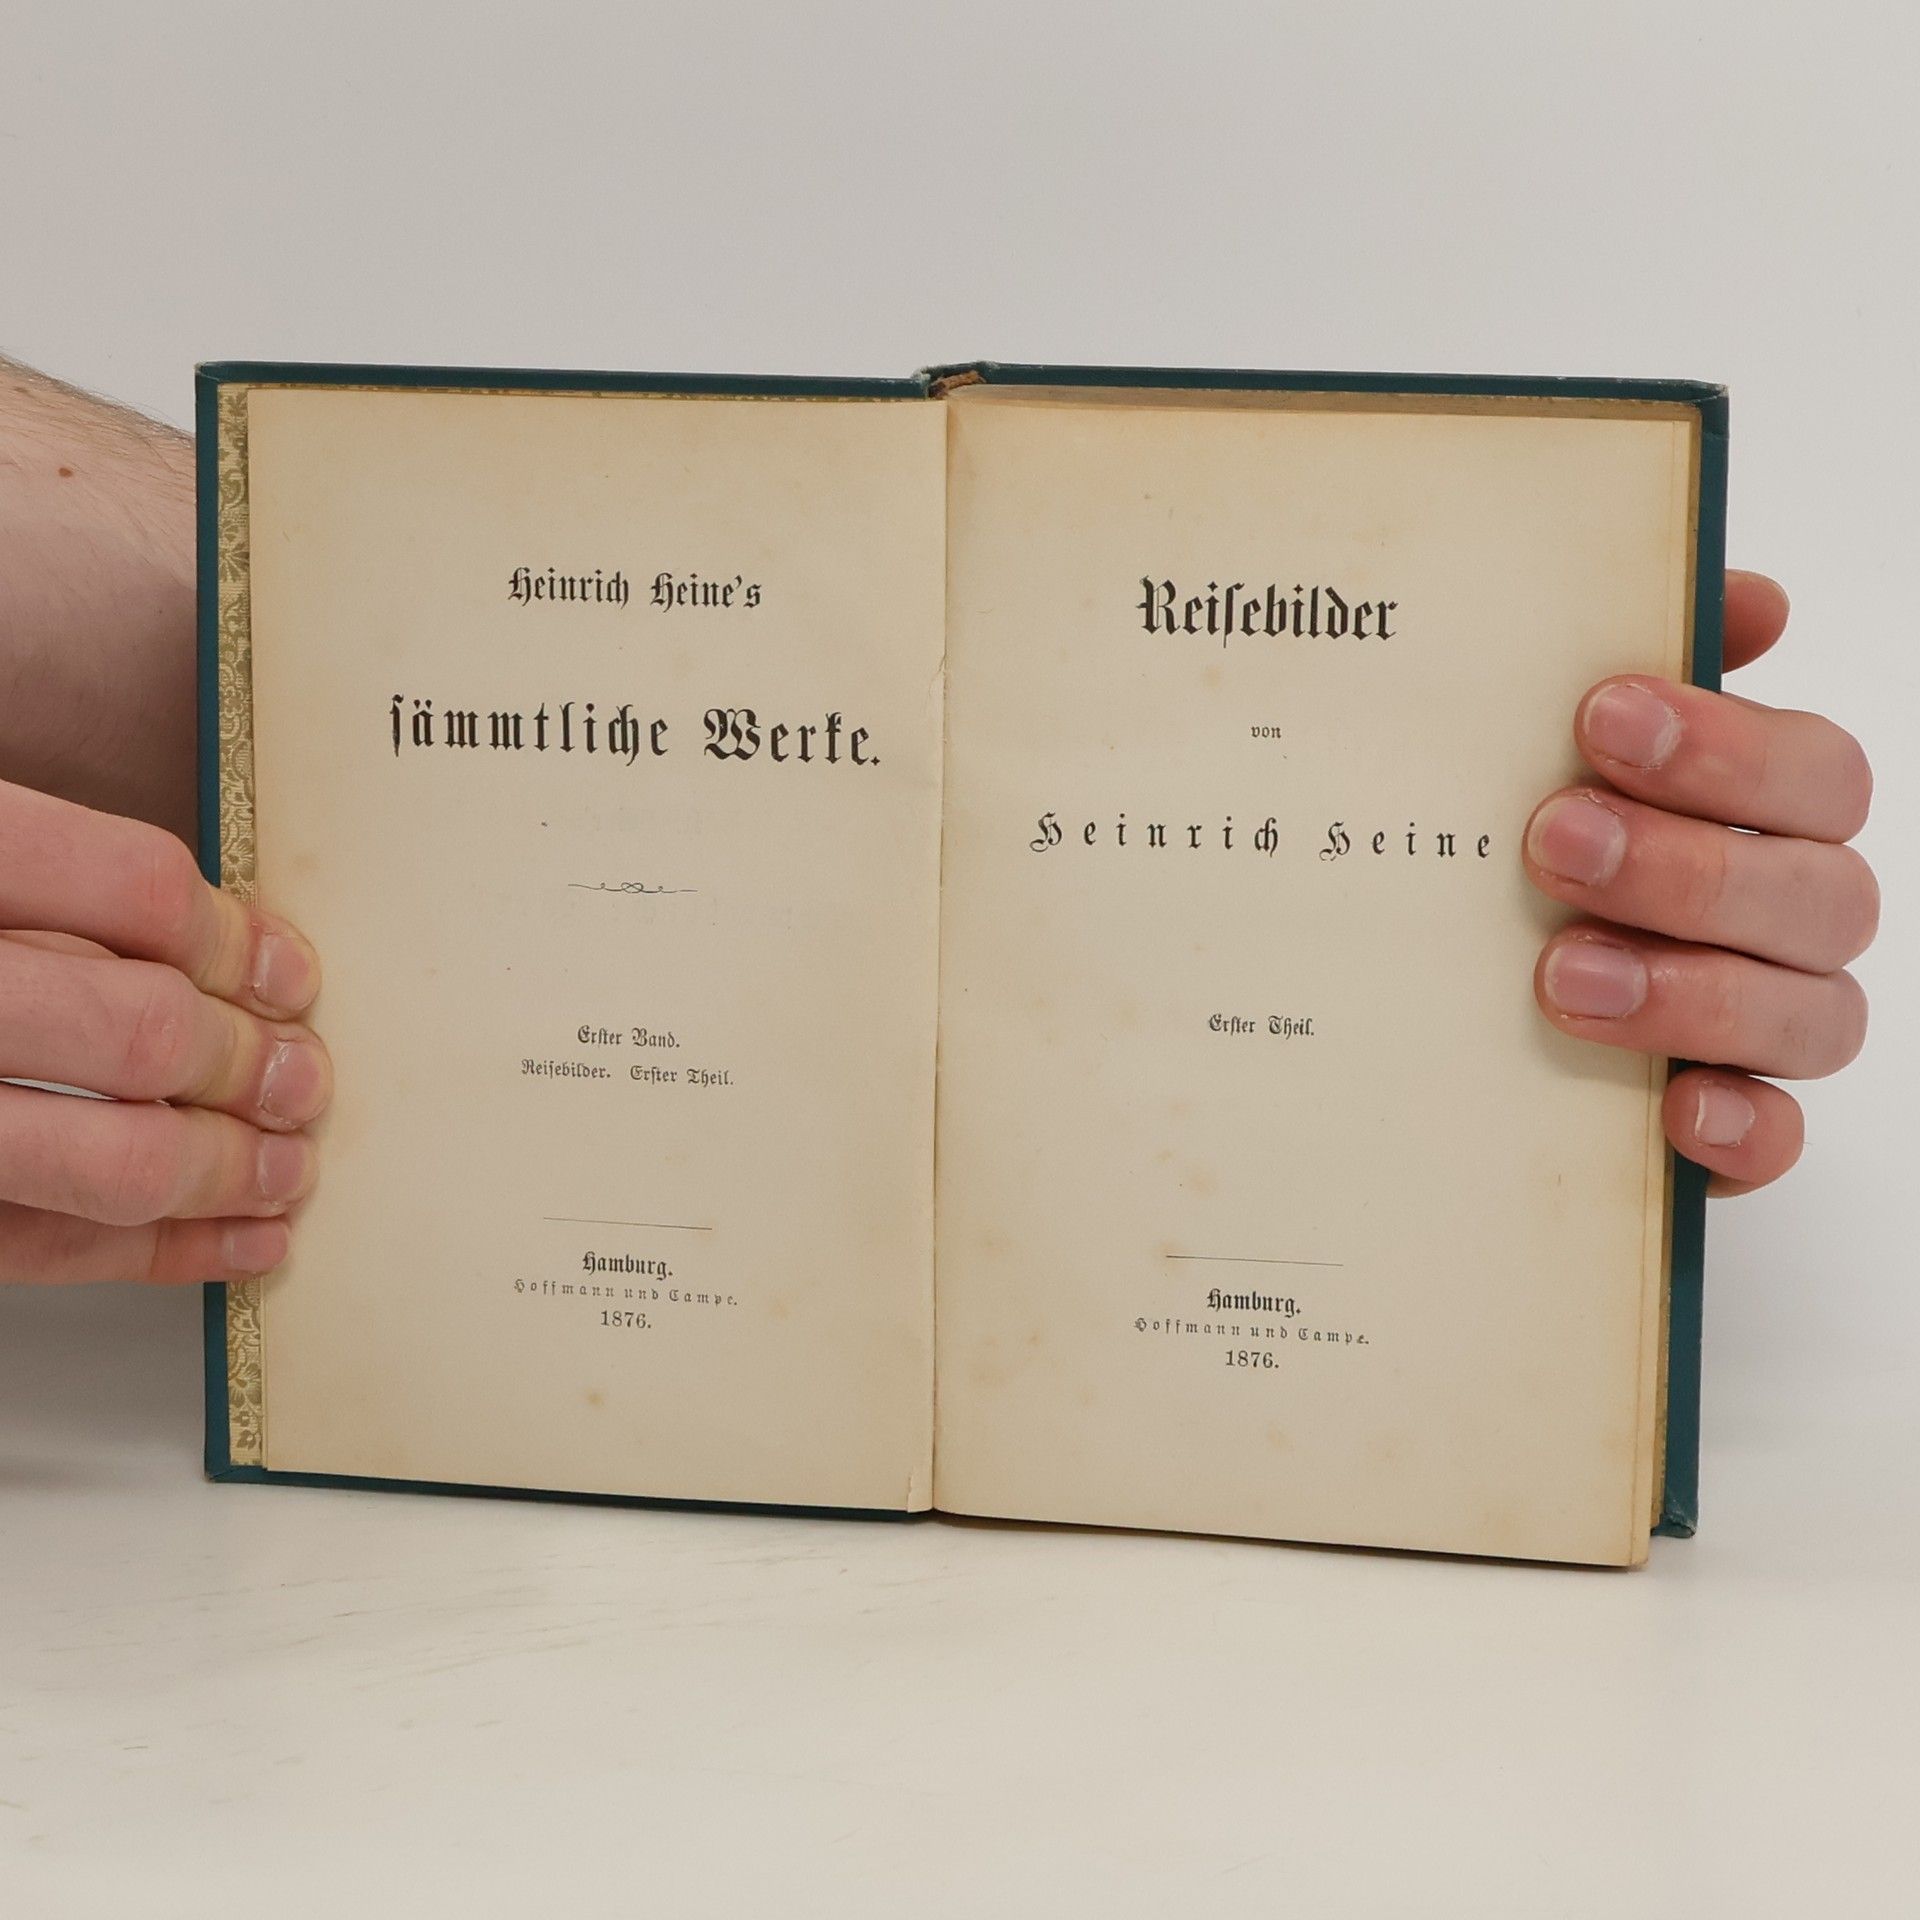 Heinrich Heine's
ſämmtliche Werke.
Erſter Band.
Reiſebilder. Erſter Theil.
Hamburg.
Hoffmann und Campe.
1876.
Reiſebilder
von
Heinrich Heine
Erſter Theil.
Hamburg.
Hoffmann und Campe.
1876.